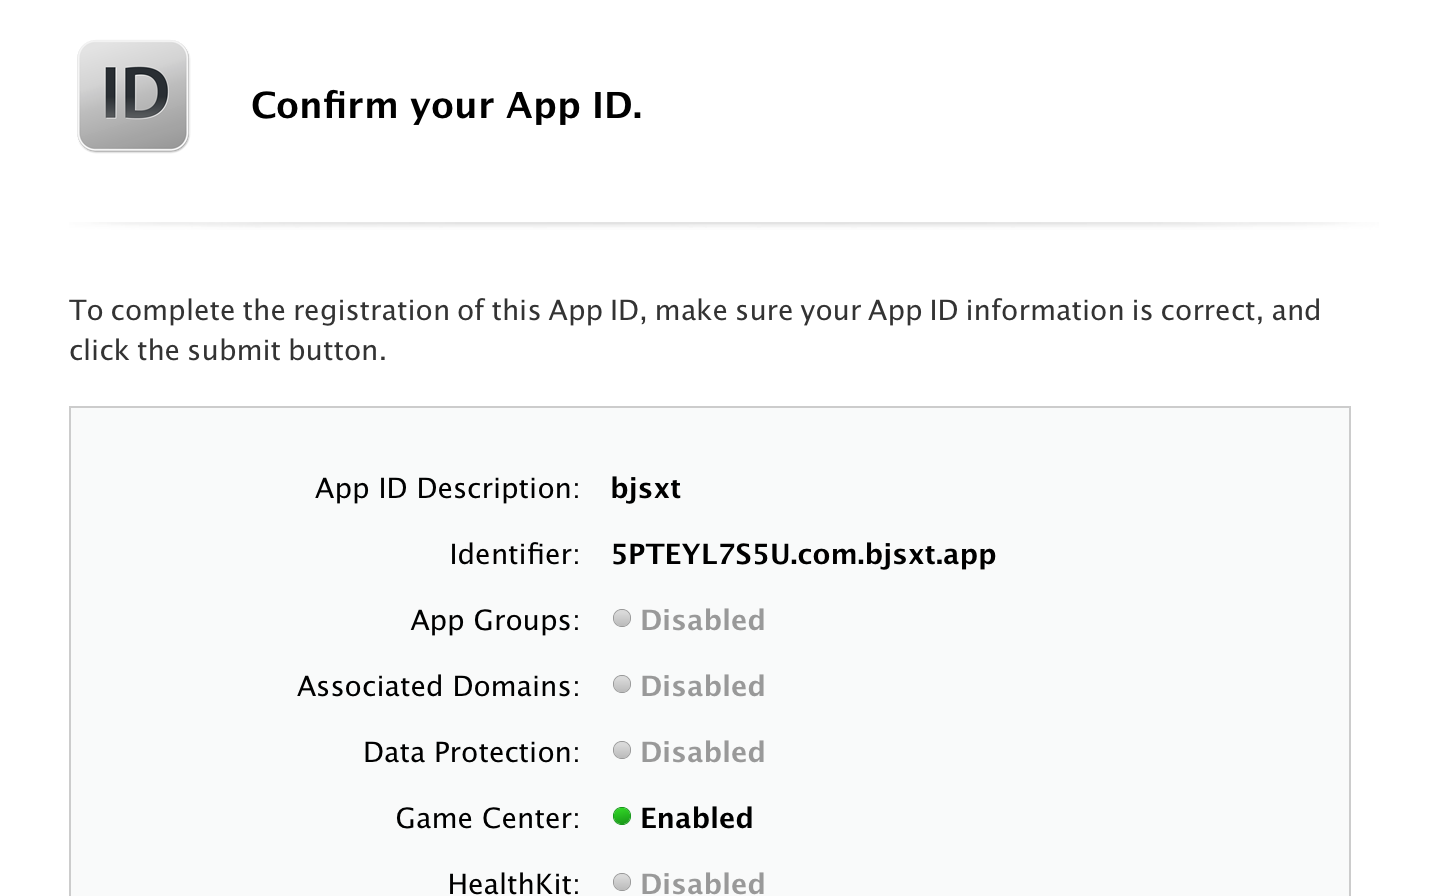 ID
Confirm your App ID.
To complete the registration of this App ID, make sure your App ID information is correct, and
click the submit button.
App ID Description: bjsxt
Identifier: 5PTEYL7S5U.com.bjsxt.app
App Groups: Disabled
Associated Domains: Disabled
Data Protection: Disabled
Game Center: Enabled
HealthKit: Disabled